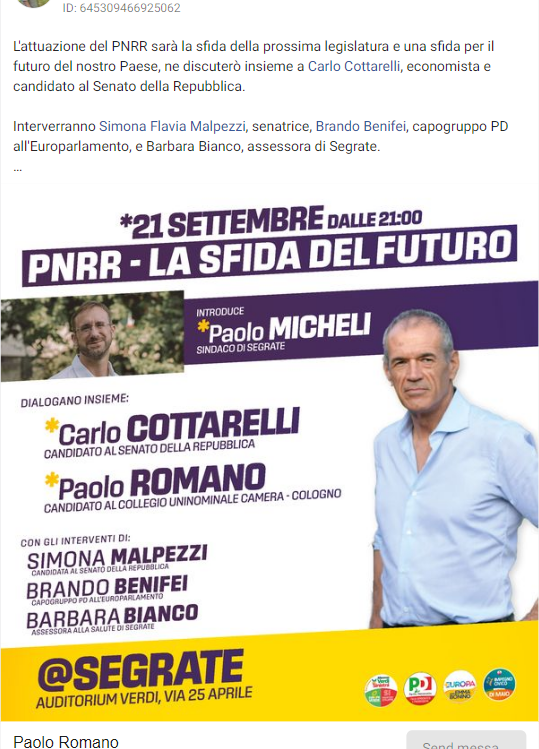 ID: 645309466925062
L'attuazione del PNRR sarà la sfida della prossima legislatura e una sfida per il
futuro del nostro Paese, ne discuterò insieme a Carlo Cottarelli, economista e
candidato al Senato della Repubblica.
Interverranno Simona Flavia Malpezzi, senatrice, Brando Benifei, capogruppo PD
all'Europarlamento, e Barbara Bianco, assessora di Segrate.
...
*21 SETTEMBRE DALLE 21:00
PNRR - LA SFIDA DEL FUTURO
INTRODUCE
*Paolo MICHELI
SINDACO DI SEGRATE
DIALOGANO INSIEME:
*Carlo COTTARELLI
CANDIDATO AL SENATO DELLA REPUBBLICA
*Paolo ROMANO
CANDIDATO AL COLLEGIO UNINOMINALE CAMERA - COLOGNO
CON GLI INTERVENTI DI:
SIMONA MALPEZZI
CANDIDATA AL SENATO DELLA REPUBBLICA
BRANDO BENIFEI
CAPOGRUPPO PD ALL'EUROPARLAMENTO
BARBARA BIANCO
ASSESSORA ALLA SALUTE DI SEGRATE
@SEGRATE
AUDITORIUM VERDI, VIA 25 APRILE
PD
EUROPA
Paolo Romano